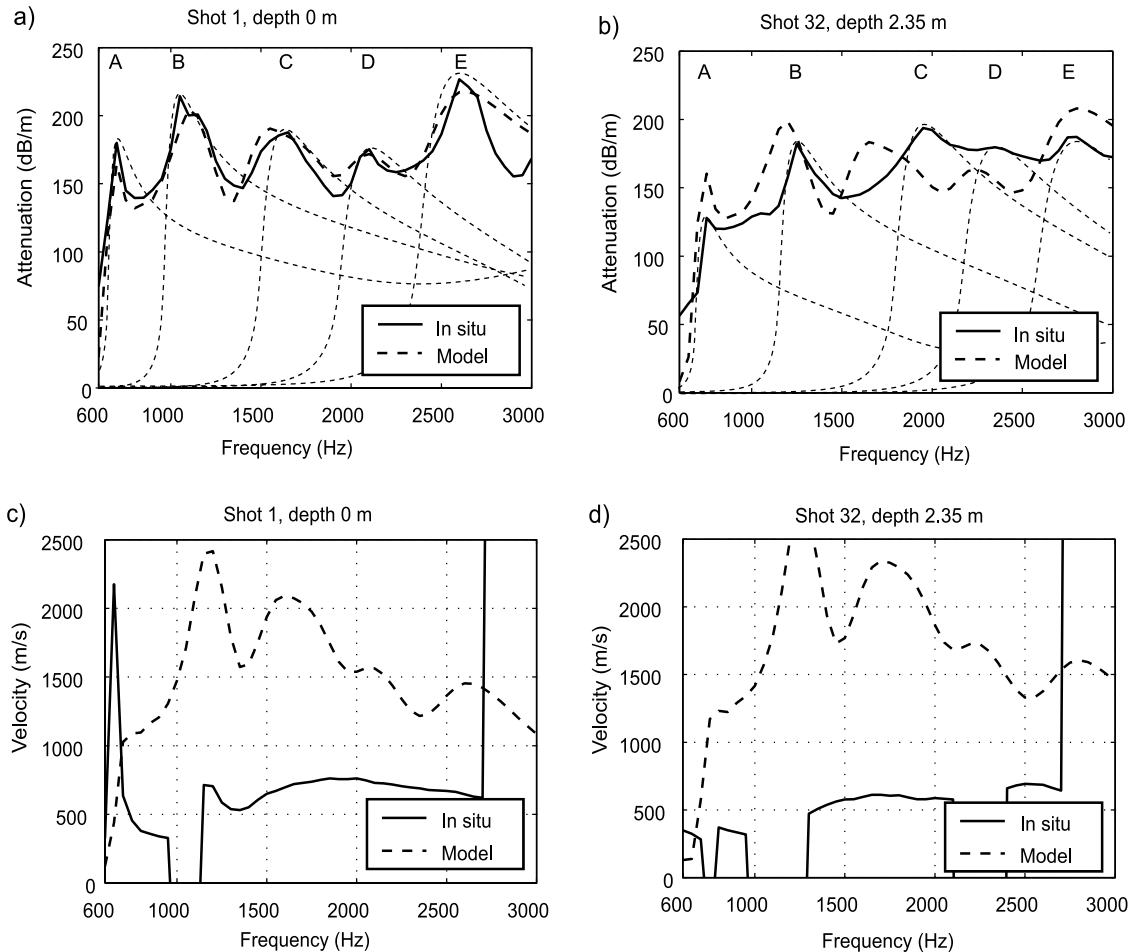 a)
Shot 1, depth 0 m
A B C D E
250
200
150
100
50
0
Attenuation (dB/m)
In situ
Model
600 1000 1500 2000 2500 3000
Frequency (Hz)
b)
Shot 32, depth 2.35 m
A B C D E
250
200
150
100
50
0
Attenuation (dB/m)
In situ
Model
600 1000 1500 2000 2500 3000
Frequency (Hz)
c)
Shot 1, depth 0 m
2500
2000
1500
1000
500
0
Velocity (m/s)
In situ
Model
600 1000 1500 2000 2500 3000
Frequency (Hz)
d)
Shot 32, depth 2.35 m
2500
2000
1500
1000
500
0
Velocity (m/s)
In situ
Model
600 1000 1500 2000 2500 3000
Frequency (Hz)